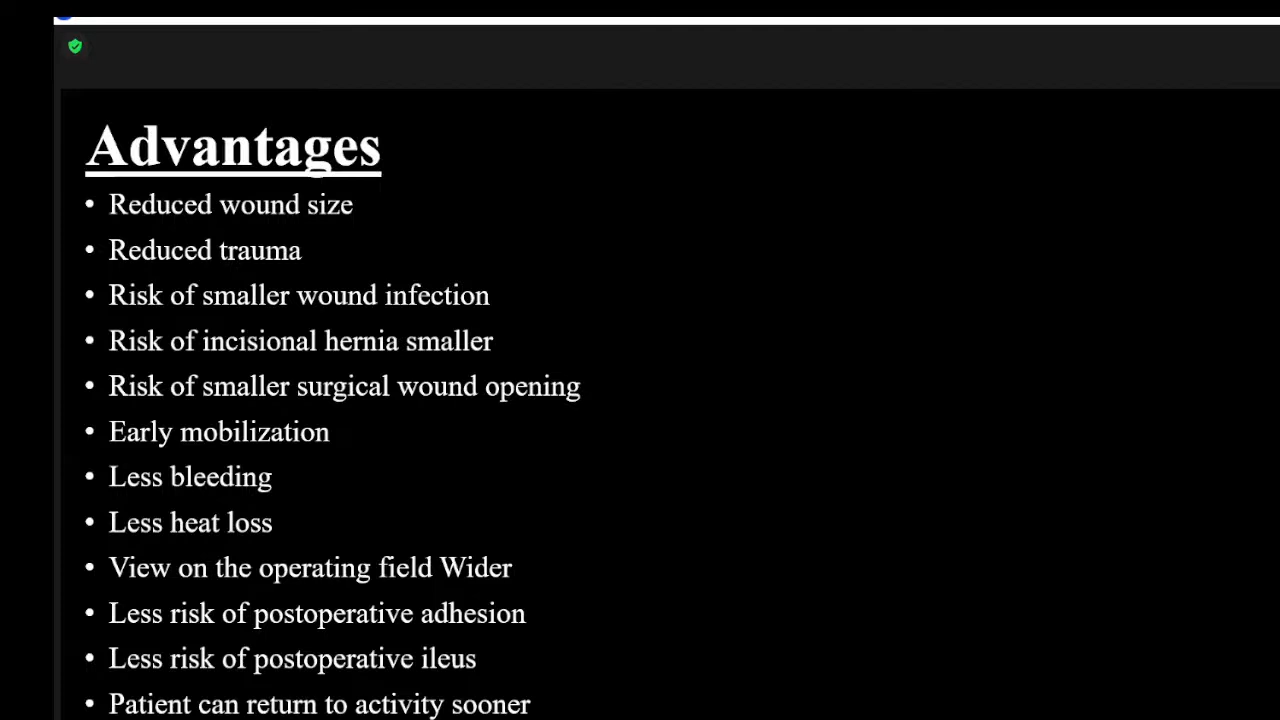 Advantages
• Reduced wound size
• Reduced trauma
• Risk of smaller wound infection
• Risk of incisional hernia smaller
• Risk of smaller surgical wound opening
• Early mobilization
• Less bleeding
• Less heat loss
• View on the operating field Wider
• Less risk of postoperative adhesion
• Less risk of postoperative ileus
• Patient can return to activity sooner